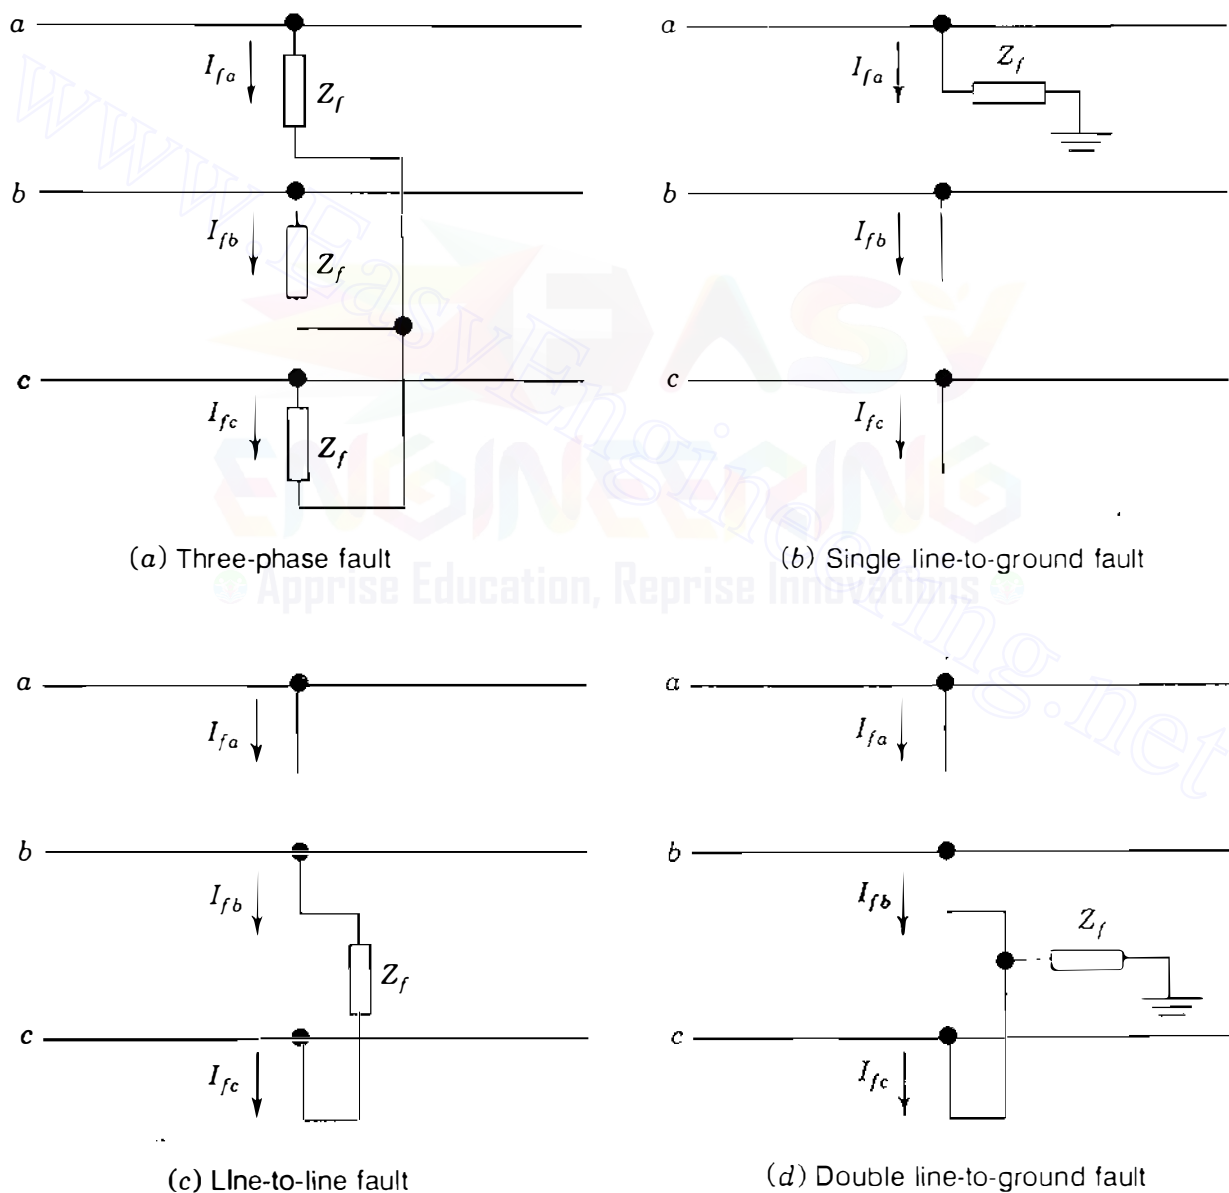 a
I_fa
Z_f
b
I_fb
Z_f
c
I_fc
Z_f
(a) Three-phase fault
a
I_fa
Z_f
b
I_fb
c
I_fc
(b) Single line-to-ground fault
a
I_fa
b
I_fb
Z_f
c
I_fc
(c) LIne-to-line fault
a
I_fa
b
I_fb
Z_f
c
I_fc
(d) Double line-to-ground fault
www.EasyEngineering.net
EASY
ENGINEERING
Apprise Education, Reprise Innovations